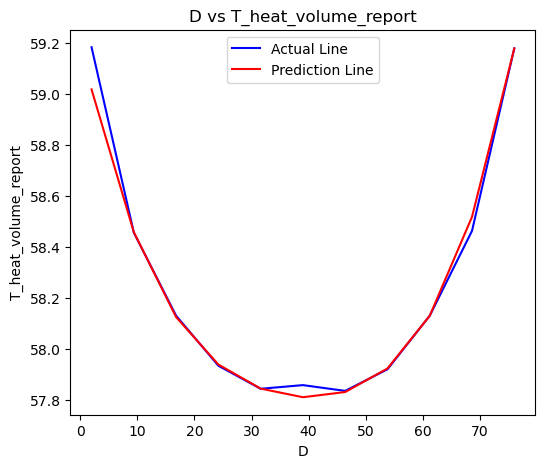 D vs T_heat_volume_report
Actual Line
Prediction Line
T_heat_volume_report
59.2
59.0
58.8
58.6
58.4
58.2
58.0
57.8
0 10 20 30 40 50 60 70
D